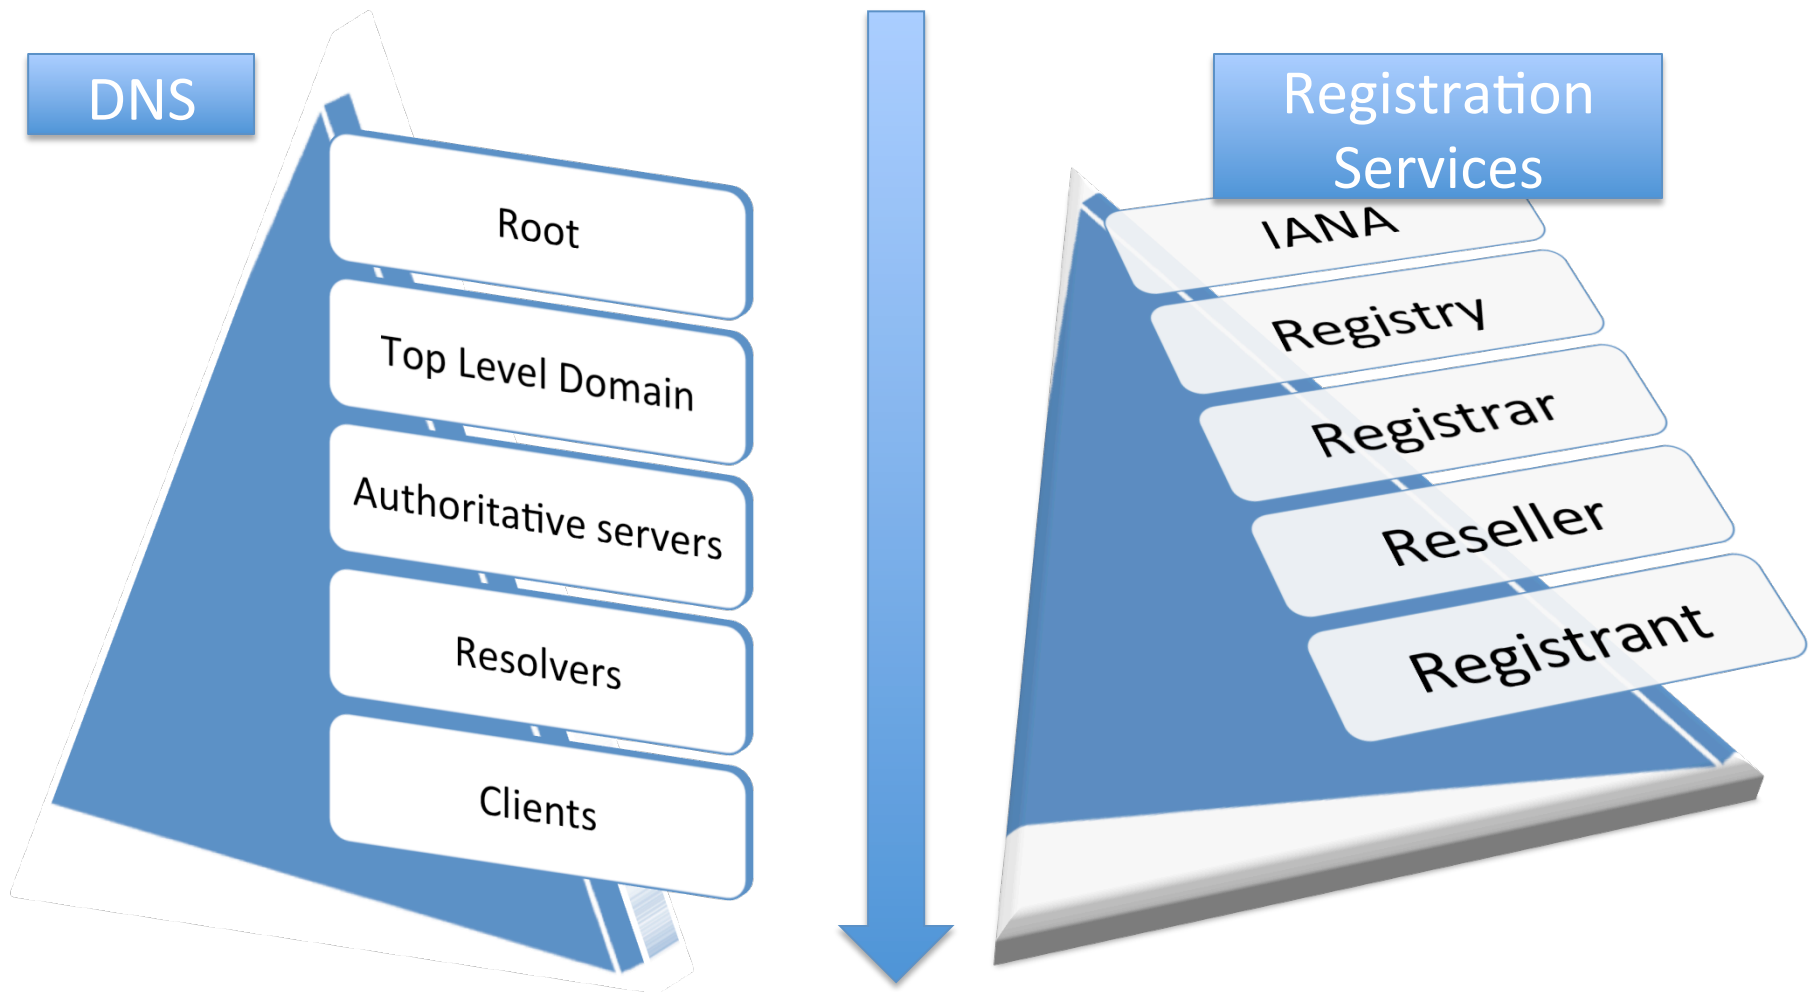 DNS
Root
Top Level Domain
Authoritative servers
Resolvers
Clients
Registration
Services
IANA
Registry
Registrar
Reseller
Registrant